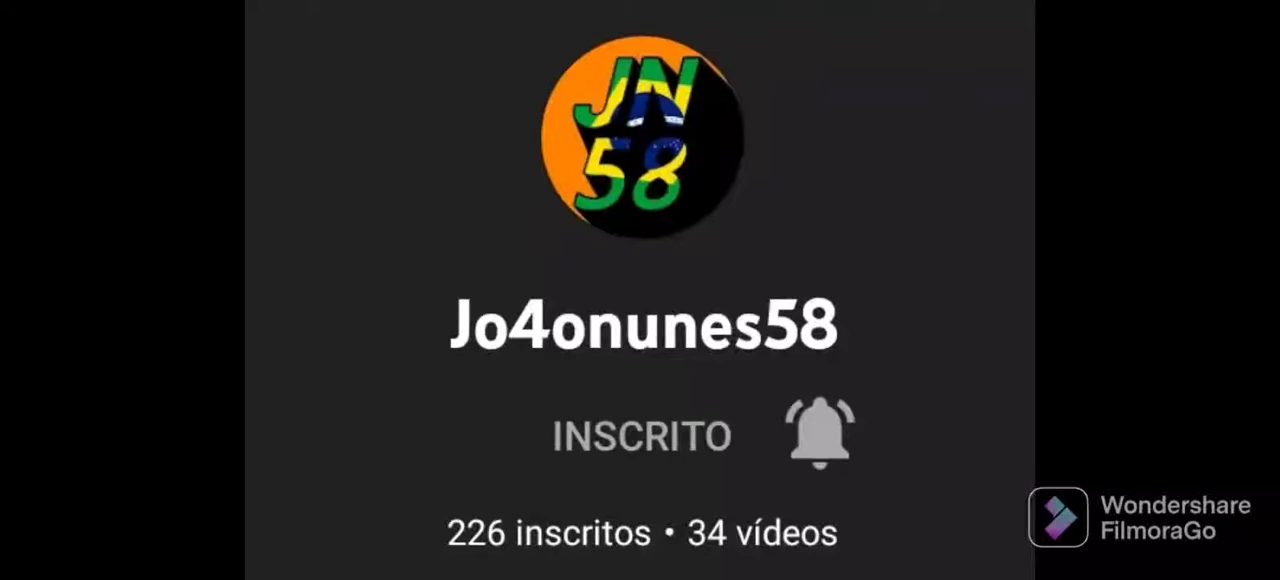 JN
58
Jo4onunes58
INSCRITO
226 inscritos • 34 vídeos
Wondershare
FilmoraGo